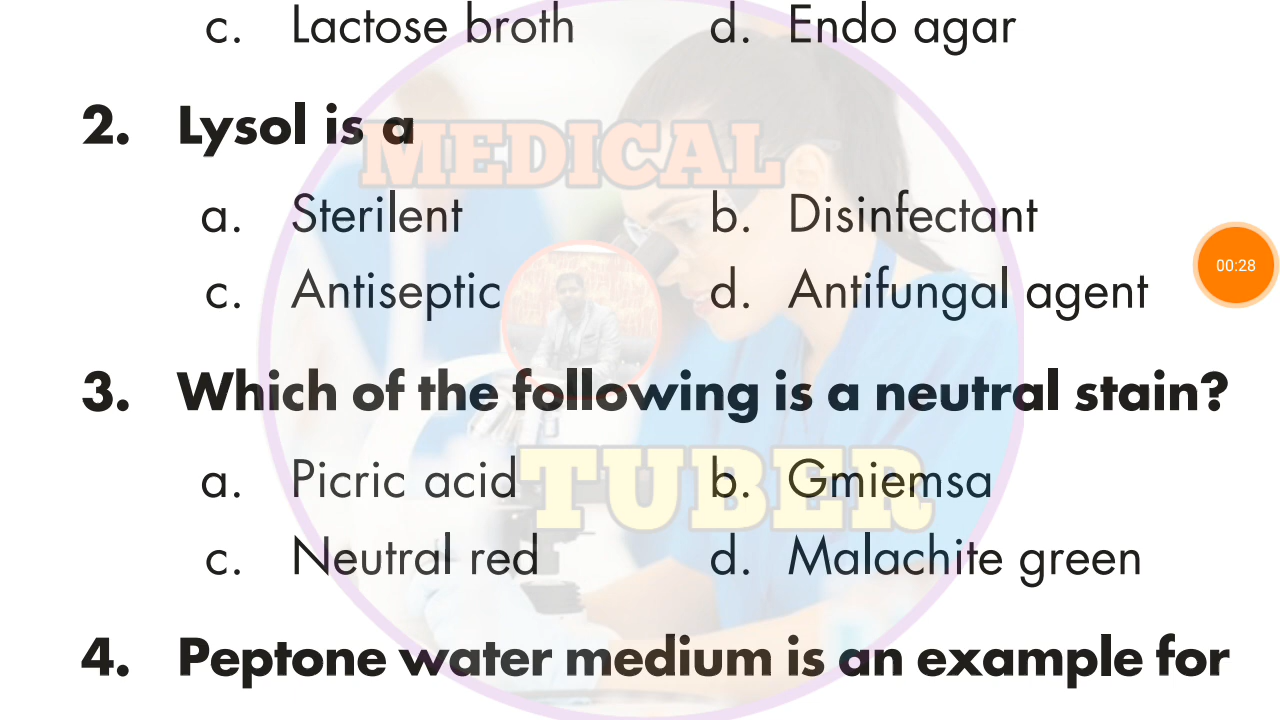 c. Lactose broth d. Endo agar
2. Lysol is a
MEDICAL
a. Sterilent b. Disinfectant
c. Antiseptic d. Antifungal agent
00:28
3. Which of the following is a neutral stain?
a. Picric acid b. Gmiemsa
TUBER
c. Neutral red d. Malachite green
4. Peptone water medium is an example for